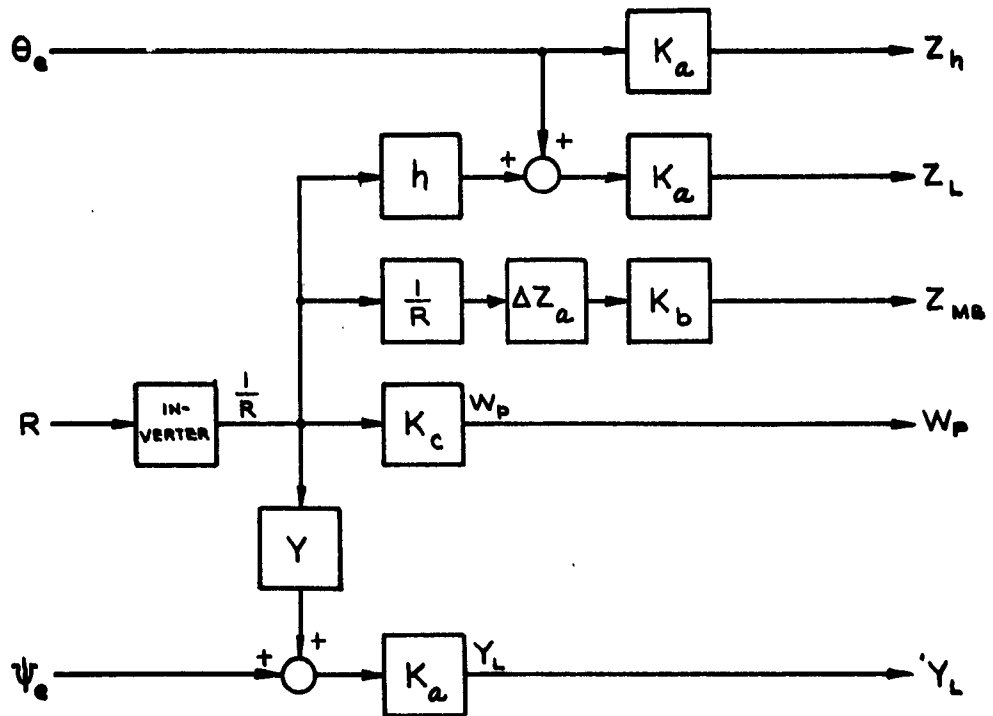 θe Ka Zh
+ +
h Ka ZL
1/R ΔZa Kb ZMB
R IN-
VERTER 1/R Kc Wp Wp
Y
+ +
Ψe Ka YL YL